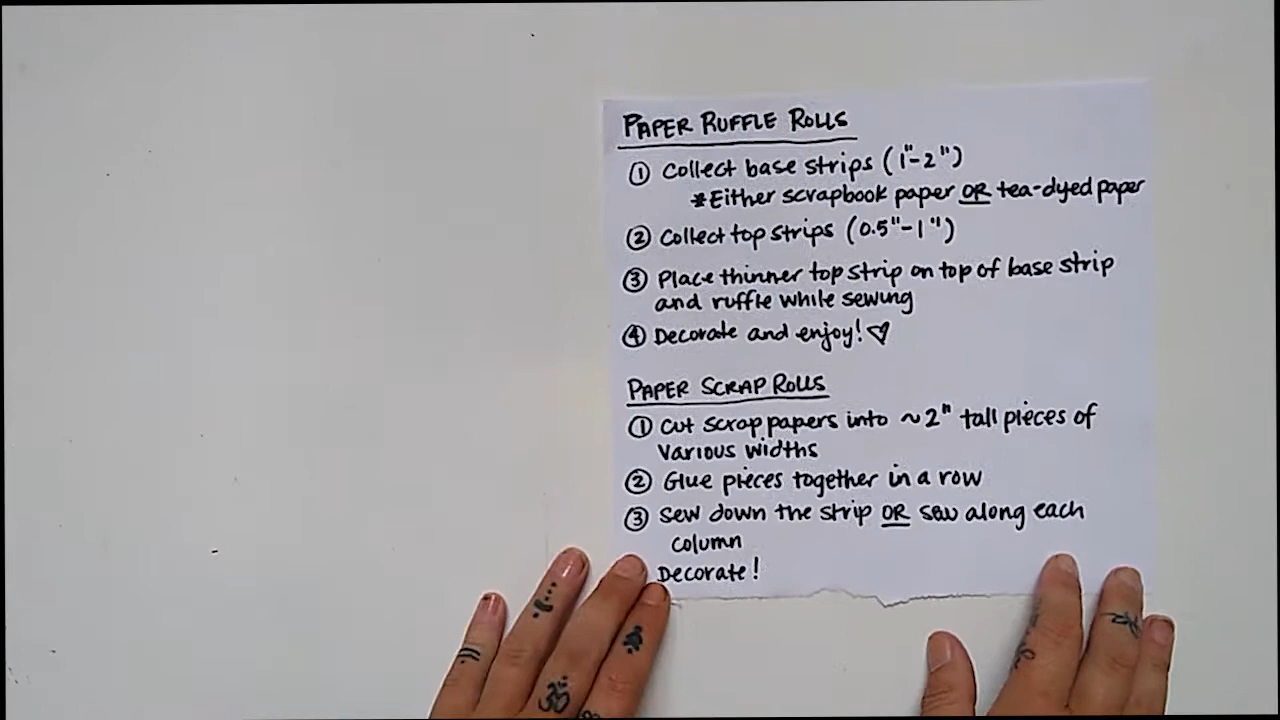 PAPER RUFFLE ROLLS
① Collect base strips (1"-2")
*Either scrapbook paper OR tea-dyed paper
② Collect top strips (0.5"-1")
③ Place thinner top strip on top of base strip
and ruffle while sewing
④ Decorate and enjoy! ♡
PAPER SCRAP ROLLS
① Cut scrap papers into ~2" tall pieces of
various widths
② Glue pieces together in a row
③ Sew down the strip OR sew along each
column
Decorate!
ॐ